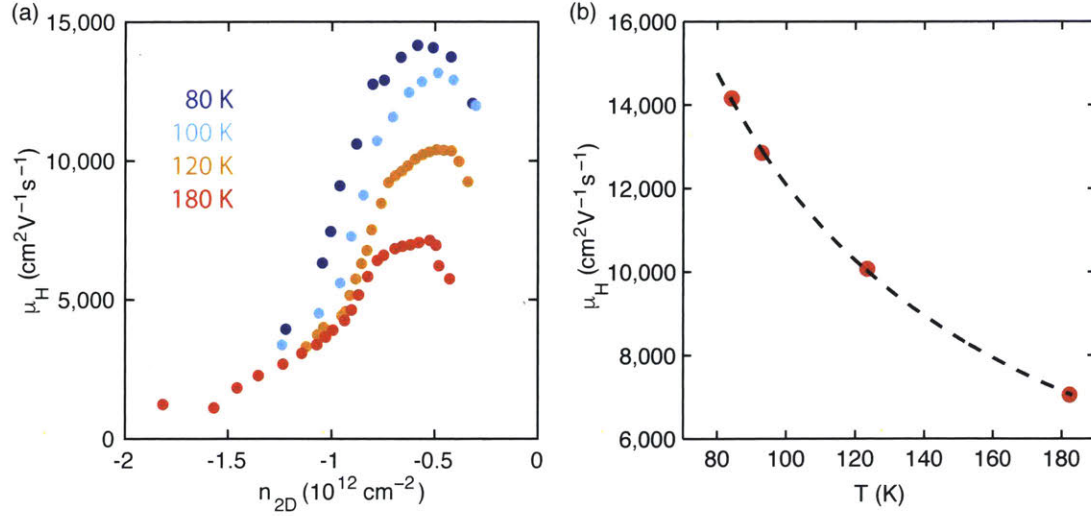 (a)
15,000
10,000
5,000
0
μH (cm²V⁻¹s⁻¹)
80 K
100 K
120 K
180 K
-2
-1.5
-1
-0.5
0
n2D (10¹² cm⁻²)
(b)
16,000
14,000
12,000
10,000
8,000
6,000
μH (cm²V⁻¹s⁻¹)
80
100
120
140
160
180
T (K)